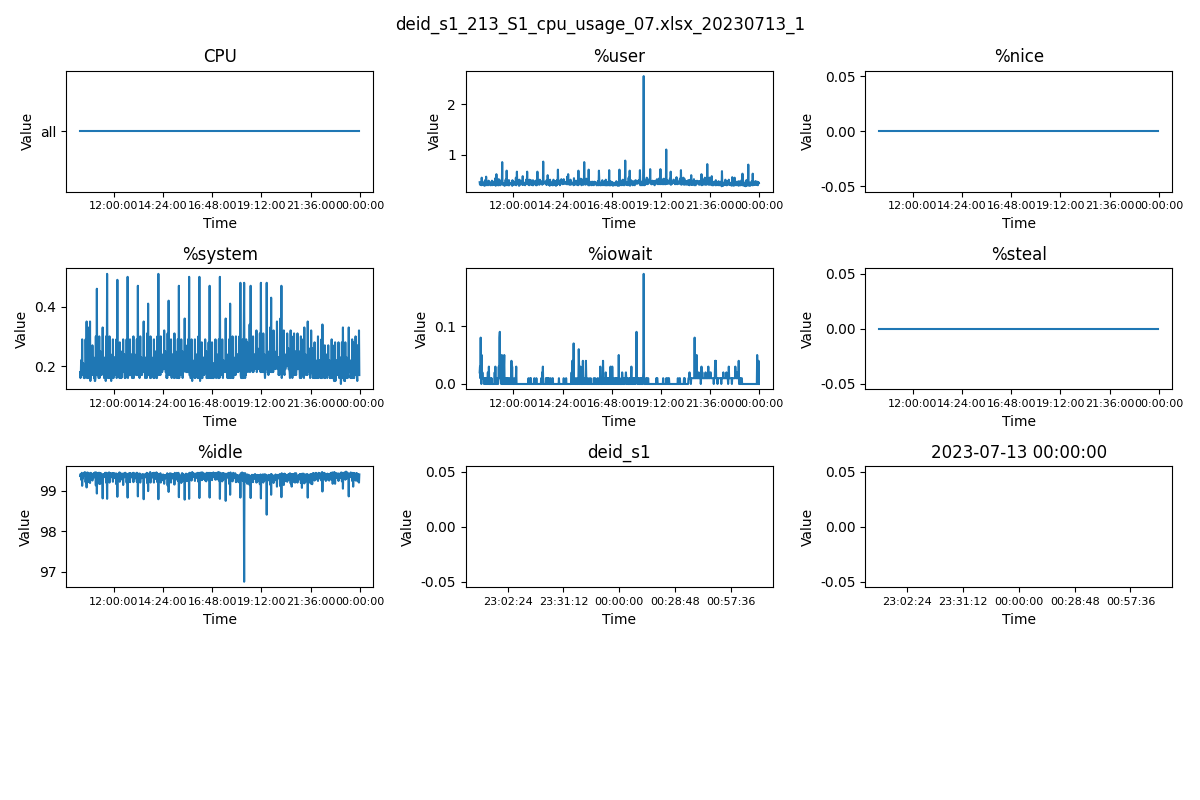 deid_s1_213_S1_cpu_usage_07.xlsx_20230713_1
CPU
Value
all
12:00:00 14:24:00 16:48:00 19:12:00 21:36:00 00:00:00
Time
%user
Value
2
1
12:00:00 14:24:00 16:48:00 19:12:00 21:36:00 00:00:00
Time
%nice
Value
0.05
0.00
-0.05
12:00:00 14:24:00 16:48:00 19:12:00 21:36:00 00:00:00
Time
%system
Value
0.4
0.2
12:00:00 14:24:00 16:48:00 19:12:00 21:36:00 00:00:00
Time
%iowait
Value
0.1
0.0
12:00:00 14:24:00 16:48:00 19:12:00 21:36:00 00:00:00
Time
%steal
Value
0.05
0.00
-0.05
12:00:00 14:24:00 16:48:00 19:12:00 21:36:00 00:00:00
Time
%idle
Value
99
98
97
12:00:00 14:24:00 16:48:00 19:12:00 21:36:00 00:00:00
Time
deid_s1
Value
0.05
0.00
-0.05
23:02:24 23:31:12 00:00:00 00:28:48 00:57:36
Time
2023-07-13 00:00:00
Value
0.05
0.00
-0.05
23:02:24 23:31:12 00:00:00 00:28:48 00:57:36
Time